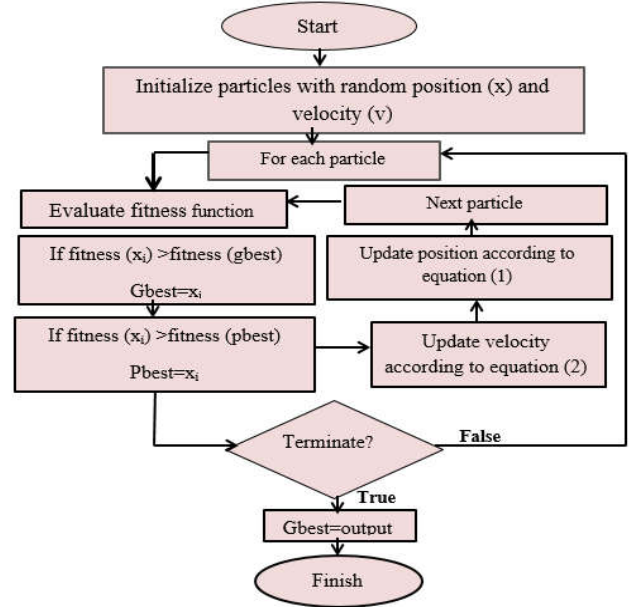 Start
Initialize particles with random position (x) and
velocity (v)
For each particle
Evaluate fitness function
Next particle
If fitness (xᵢ) >fitness (gbest)
Gbest=xᵢ
Update position according to
equation (1)
If fitness (xᵢ) >fitness (pbest)
Pbest=xᵢ
Update velocity
according to equation (2)
Terminate?
False
True
Gbest=output
Finish